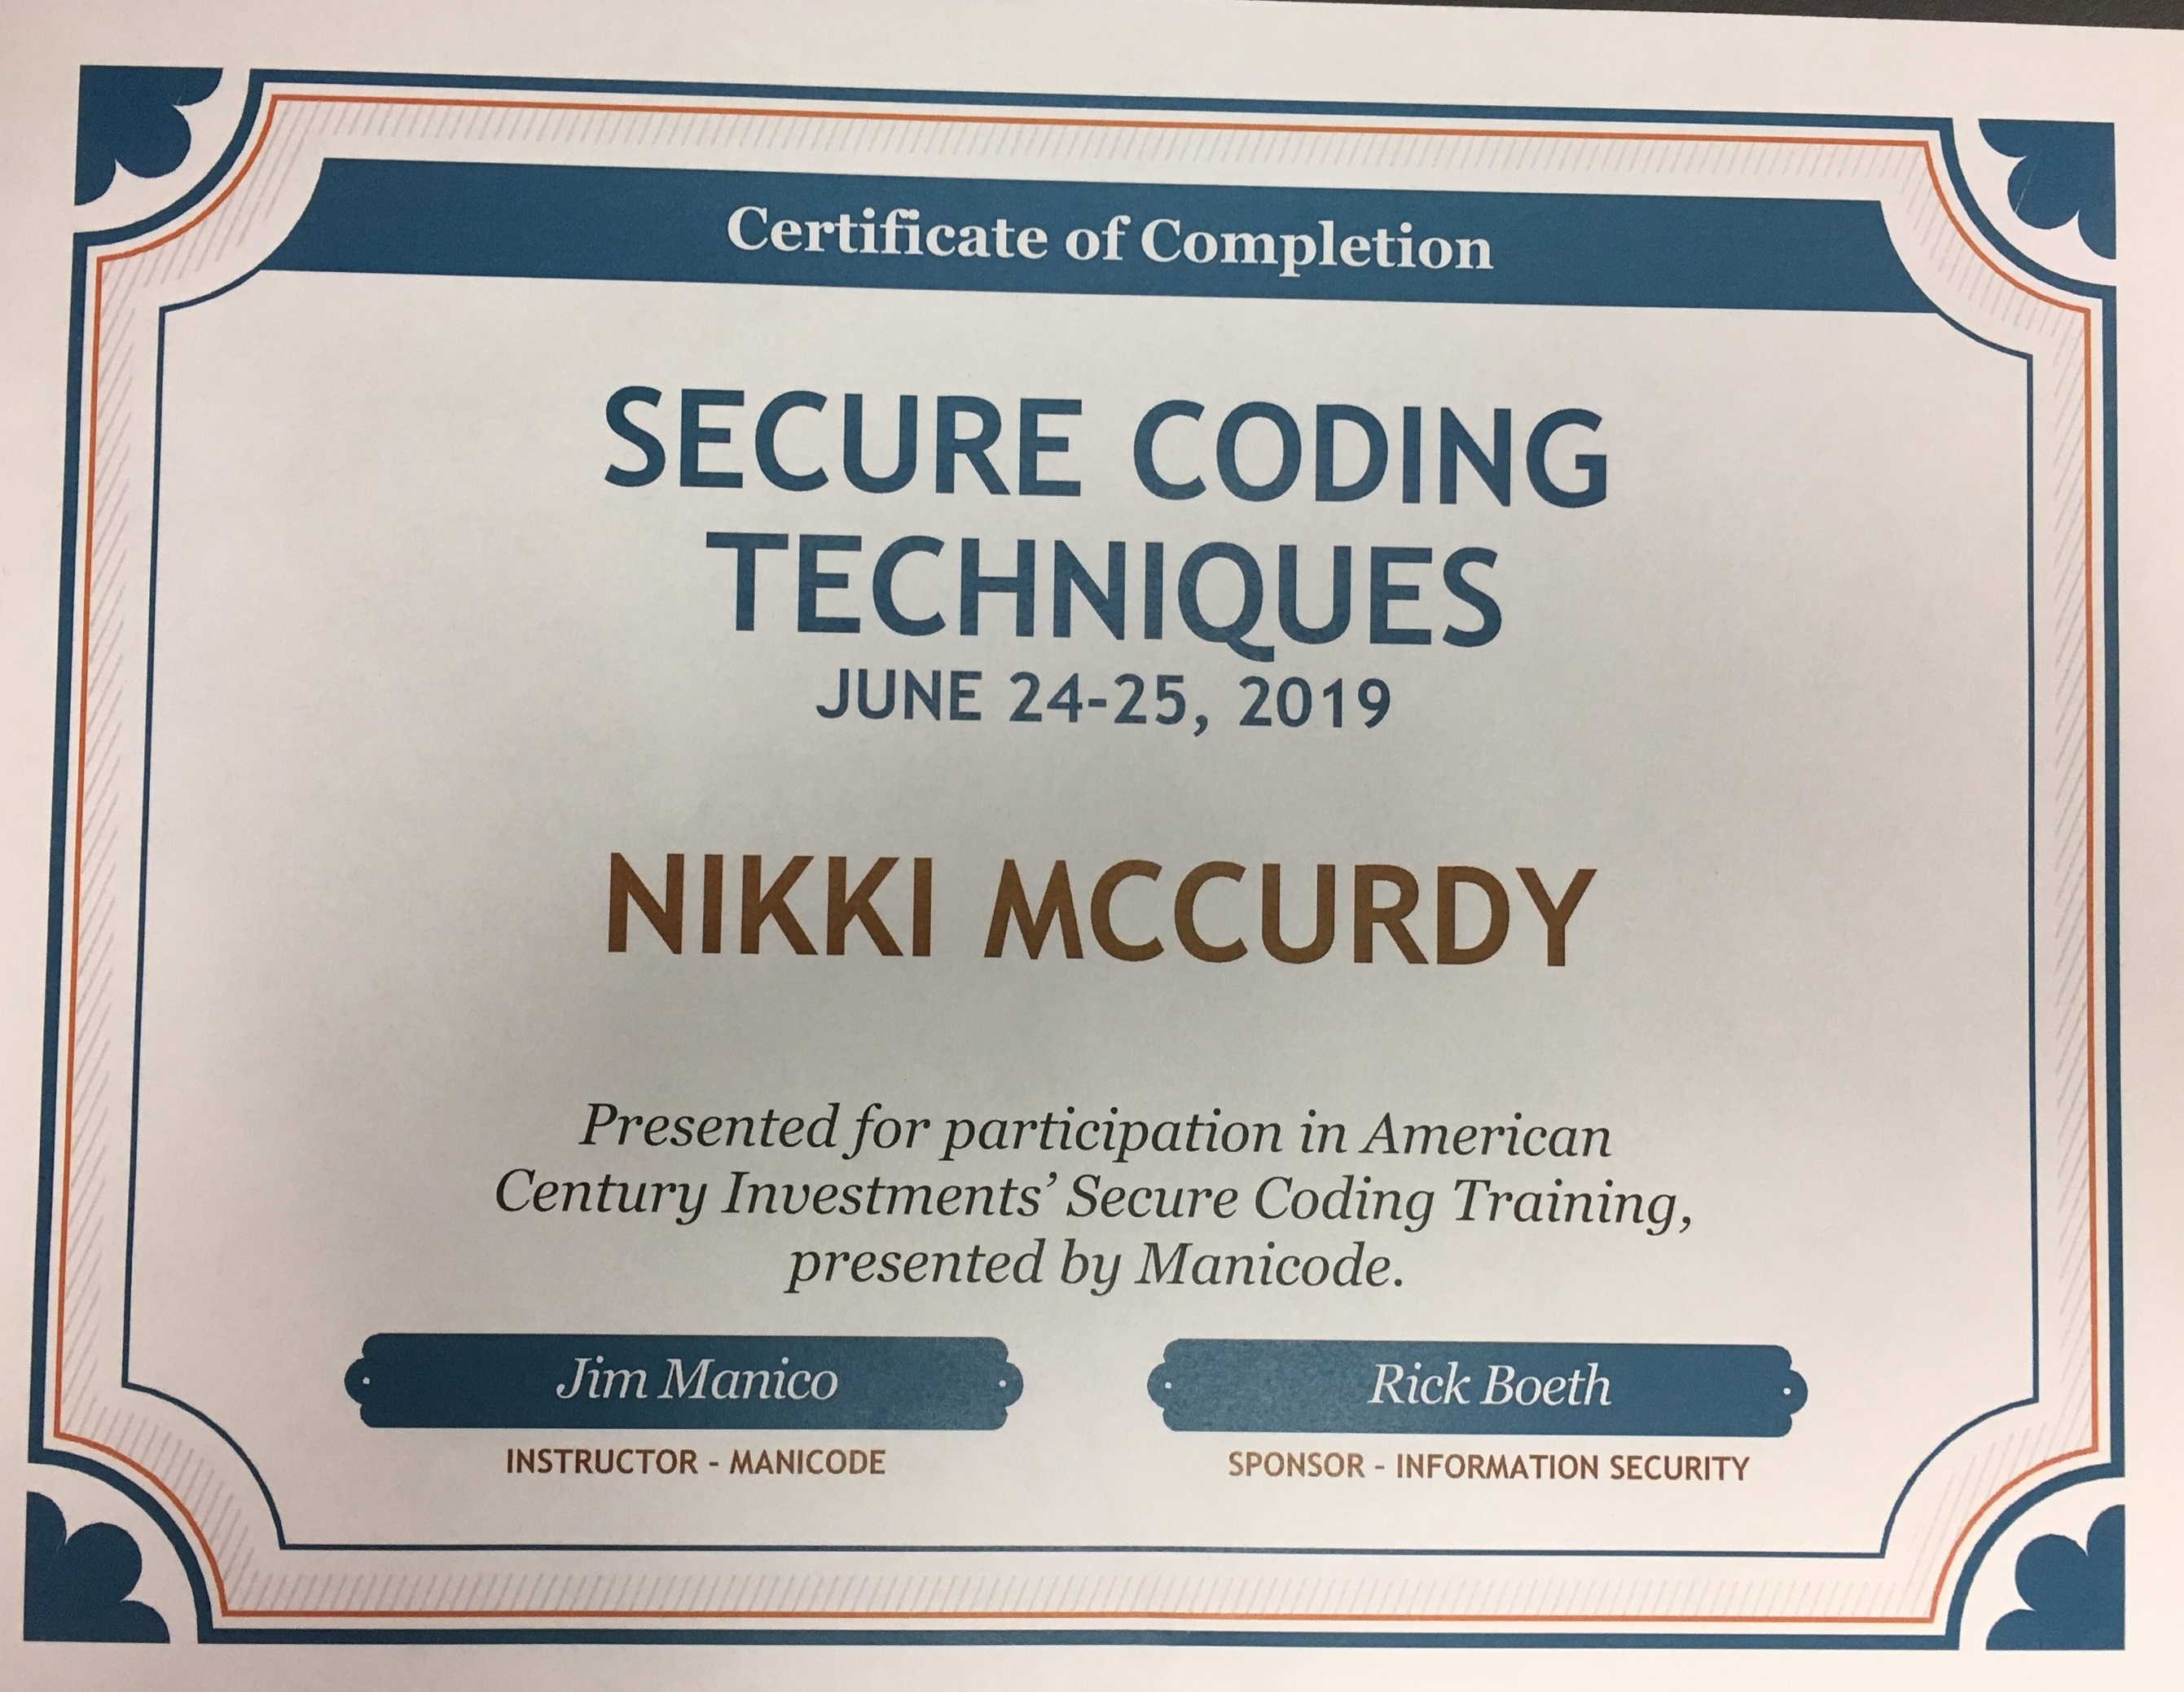 Certificate of Completion
SECURE CODING
TECHNIQUES
JUNE 24-25, 2019
NIKKI MCCURDY
Presented for participation in American
Century Investments’ Secure Coding Training,
presented by Manicode.
Jim Manico
INSTRUCTOR - MANICODE
Rick Boeth
SPONSOR - INFORMATION SECURITY